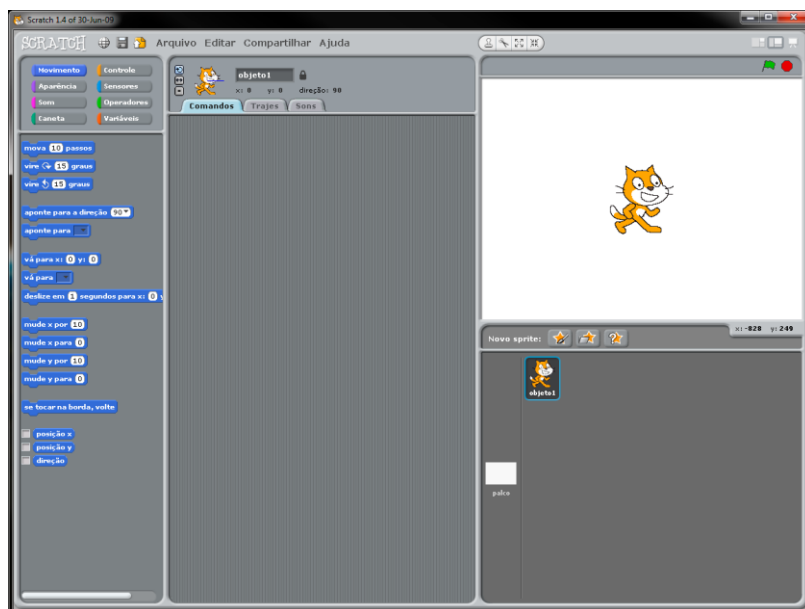 Scratch 1.4 of 30-Jun-09
SCRATCH Arquivo Editar Compartilhar Ajuda
Movimento Controle
Aparência Sensores
Som Operadores
Caneta Variáveis
mova 10 passos
vire 15 graus
vire 15 graus
aponte para a direção 90
aponte para
vá para x: 0 y: 0
vá para
deslize em 1 segundos para x: 0 y
mude x por 10
mude x para 0
mude y por 10
mude y para 0
se tocar na borda, volte
posição x
posição y
direção
objeto1
x: 0 y: 0 direção: 90
Comandos Trajes Sons
x: -828 y: 249
Novo sprite:
objeto1
palco